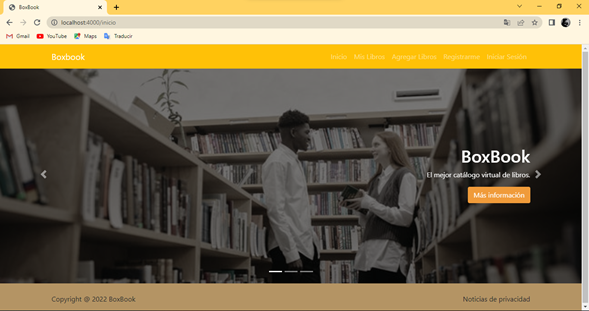 BoxBook
localhost:4000/inicio
Gmail YouTube Maps Traducir
Boxbook
Inicio Mis Libros Agregar Libros Registrarme Iniciar Sesión
BoxBook
El mejor catálogo virtual de libros.
Más información
Copyright @ 2022 BoxBook
Noticias de privacidad